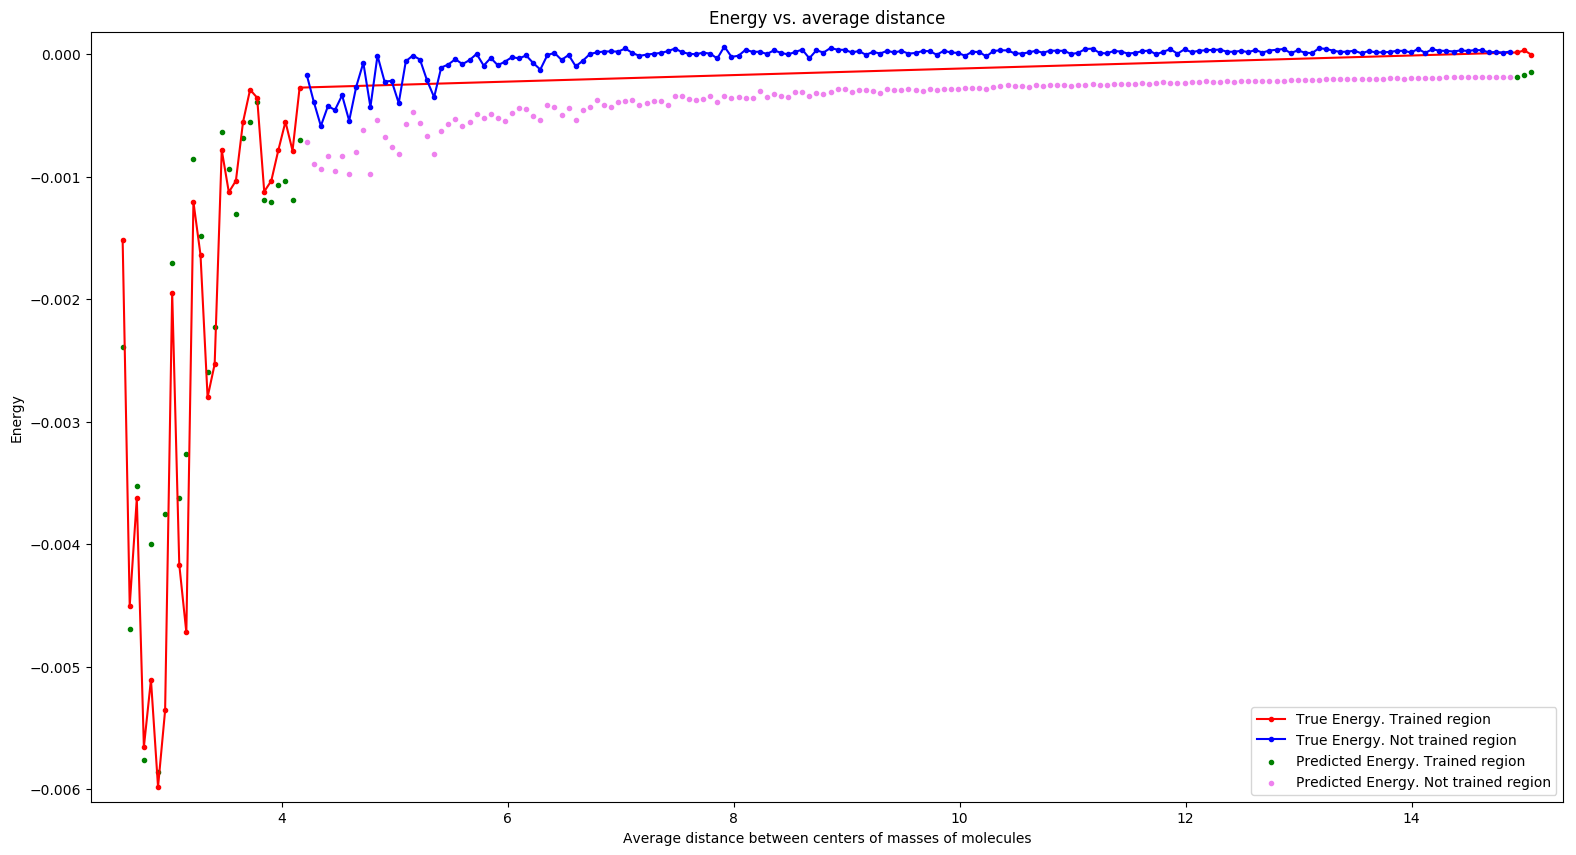 Energy vs. average distance
0.000
−0.001
−0.002
−0.003
−0.004
−0.005
−0.006
Energy
4
6
8
10
12
14
Average distance between centers of masses of molecules
True Energy. Trained region
True Energy. Not trained region
Predicted Energy. Trained region
Predicted Energy. Not trained region